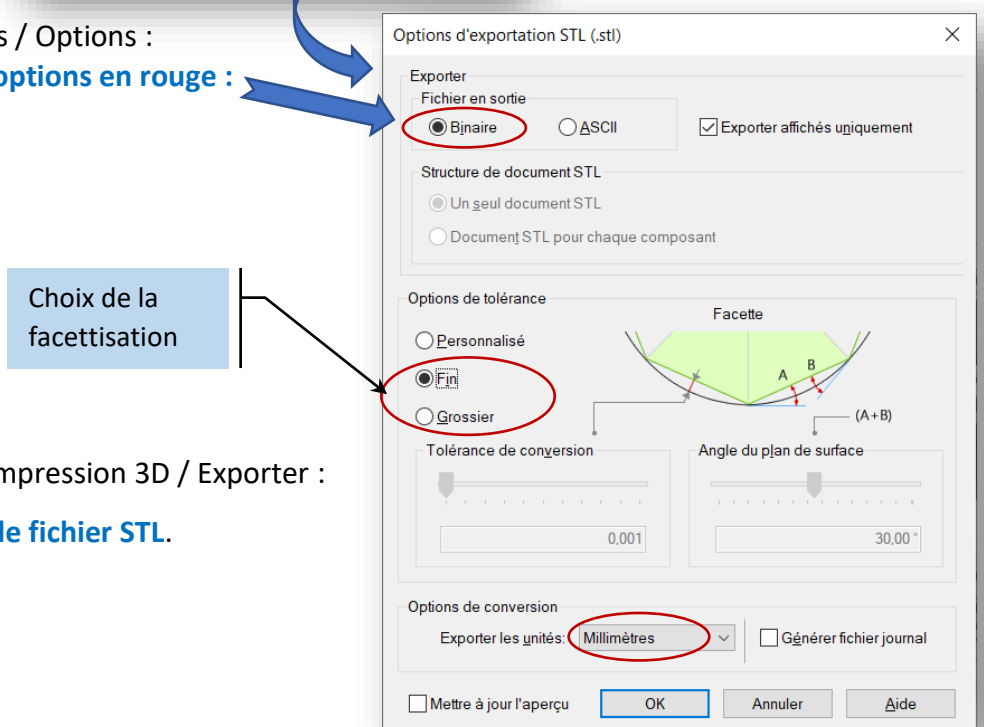 s / Options :
options en rouge :
Choix de la
facettisation
mpression 3D / Exporter :
le fichier STL.
Options d'exportation STL (.stl)
Exporter
Fichier en sortie
Binaire
ASCII
Exporter affichés uniquement
Structure de document STL
Un seul document STL
Document STL pour chaque composant
Options de tolérance
Facette
Personnalisé
Fin
Grossier
A
B
(A+B)
Tolérance de conversion
Angle du plan de surface
0,001
30,00 °
Options de conversion
Exporter les unités:
Millimètres
Générer fichier journal
Mettre à jour l'aperçu
OK
Annuler
Aide